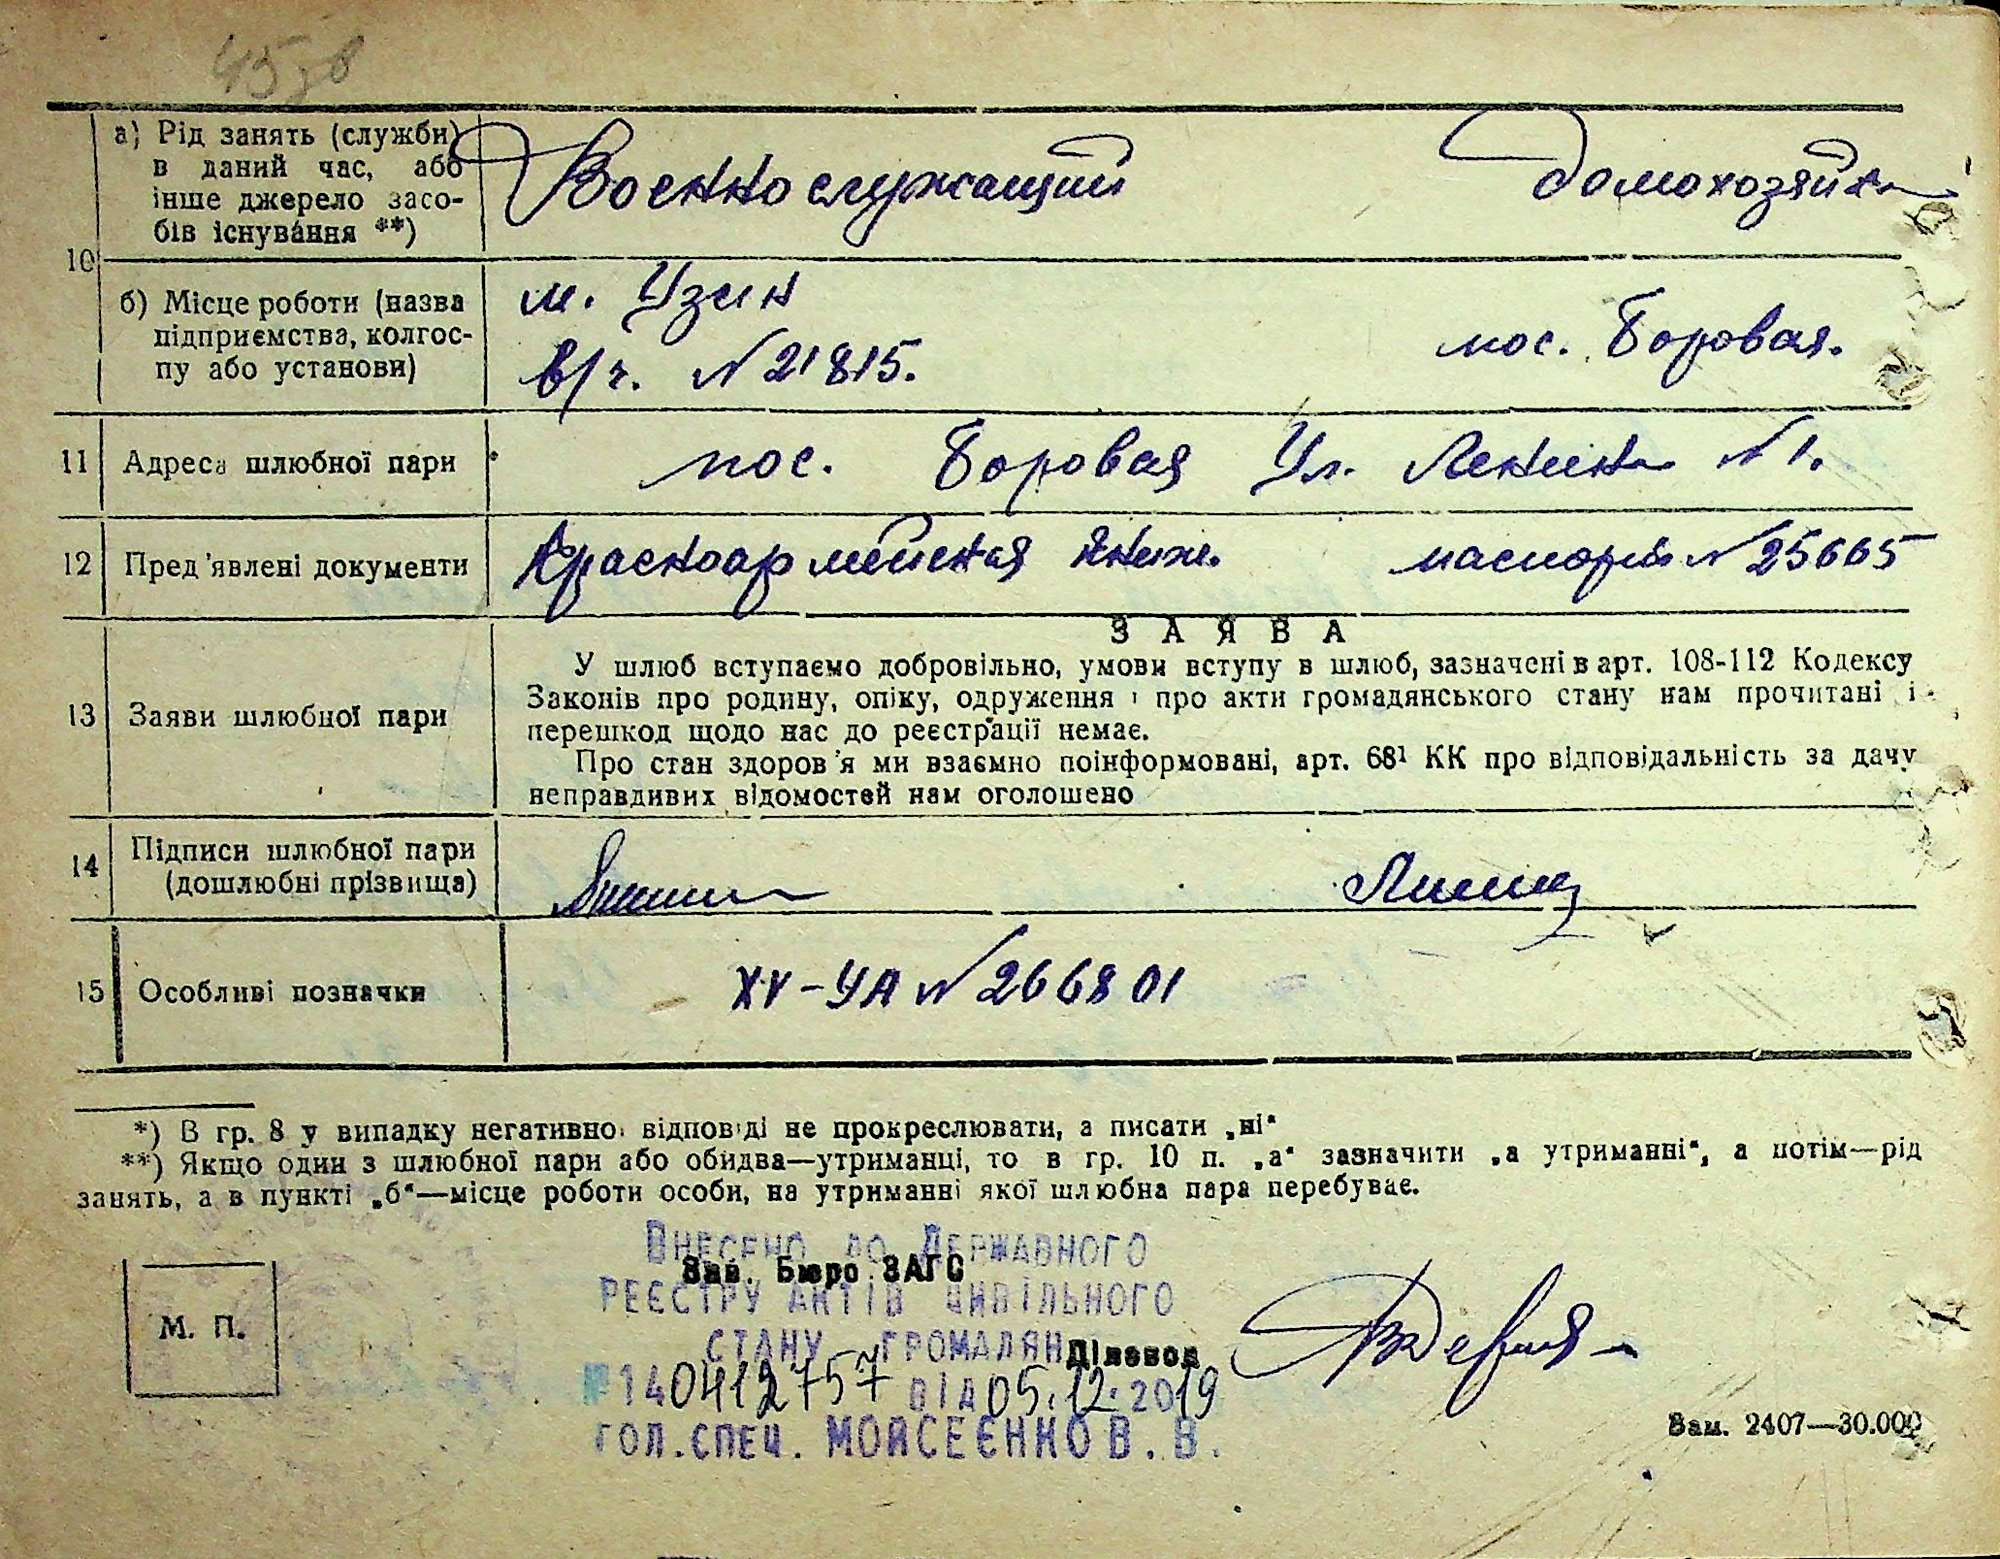 45 зв
10
а) Рід занять (служби) в даний час, або інше джерело засобів існування **)
Военнослужащий
домохозяйка
б) Місце роботи (назва підприємства, колгоспу або установи)
м. Узин
в/ч. № 21815.
пос. Боровая.
11 Адреса шлюбної пари
пос. Боровая Ул. Ленина № 1.
12 Пред'явлені документи
Красноармейская книж.
паспорт № 25665
13 Заяви шлюбної пари
ЗАЯВА
У шлюб вступаємо добровільно, умови вступу в шлюб, зазначені в арт. 108-112 Кодексу
Законів про родину, опіку, одруження і про акти громадянського стану нам прочитані і
перешкод щодо нас до реєстрації немає.
Про стан здоров'я ми взаємно поінформовані, арт. 68¹ КК про відповідальність за дачу
неправдивих відомостей нам оголошено
14 Підписи шлюбної пари
(дошлюбні прізвища)
15 Особливі позначки
XV-УА № 266801
*) В гр. 8 у випадку негативної відповіді не прокреслювати, а писати „ні“
**) Якщо один з шлюбної пари або обидва—утриманці, то в гр. 10 п. „а“ зазначити „а утриманні“, а потім—рід
занять, а в пункті „б“—місце роботи особи, на утриманні якої шлюбна пара перебуває.
М. П.
Внесено до Державного
Зав. Бюро ЗАГС
реєстру актів цивільного
стану громадян
Діловод
№ 140412757 від 05.12.2019
гол. спец. Мойсеєнко В. В.
Зам. 2407—30.000